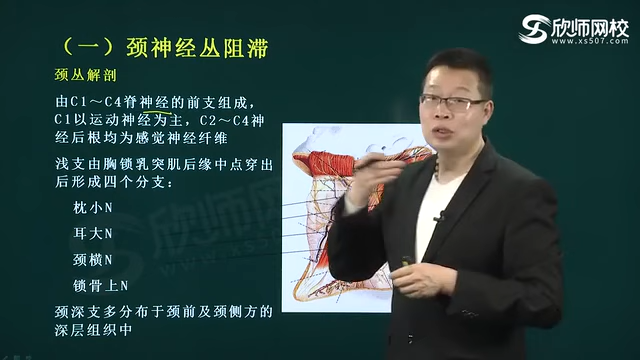 欣师网校
www.xs507.com
（一）颈神经丛阻滞
颈丛解剖
由C1～C4脊神经的前支组成，
C1以运动神经为主，C2～C4神
经后根均为感觉神经纤维
浅支由胸锁乳突肌后缘中点穿出
后形成四个分支：
枕小N
耳大N
颈横N
锁骨上N
颈深支多分布于颈前及颈侧方的
深层组织中
欣师网校